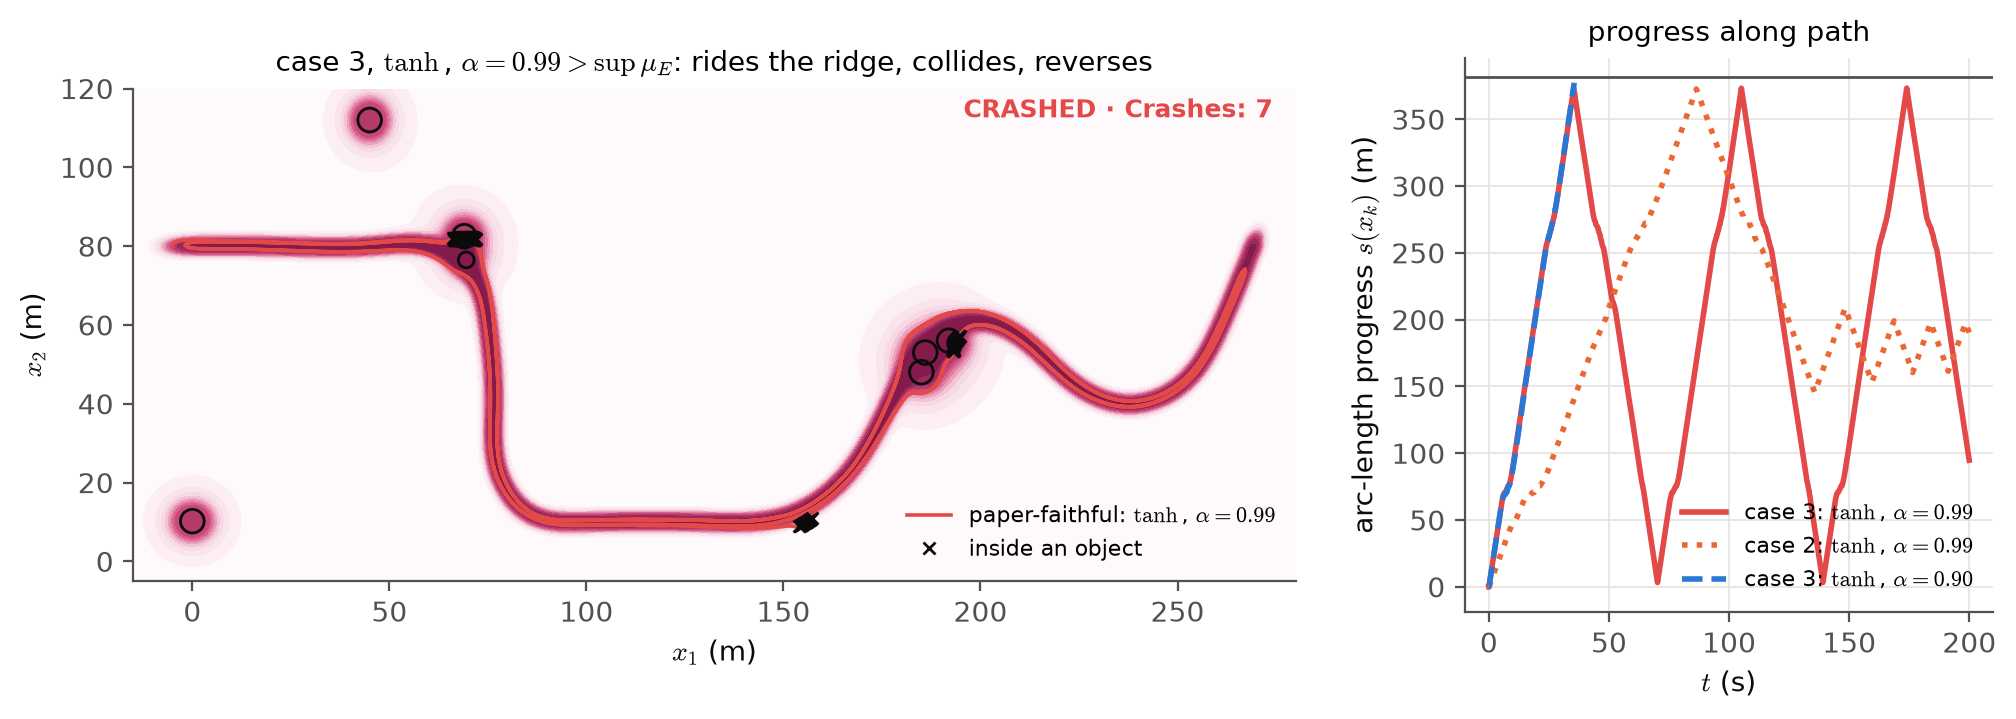 case 3, tanh, α = 0.99 > sup μ_E: rides the ridge, collides, reverses
CRASHED · Crashes: 7
120
100
80
60
40
20
0
x₂ (m)
0
50
100
150
200
250
x₁ (m)
paper-faithful: tanh, α = 0.99
inside an object
progress along path
350
300
250
200
150
100
50
0
arc-length progress s(x_k) (m)
0
50
100
150
200
t (s)
case 3: tanh, α = 0.99
case 2: tanh, α = 0.99
case 3: tanh, α = 0.90